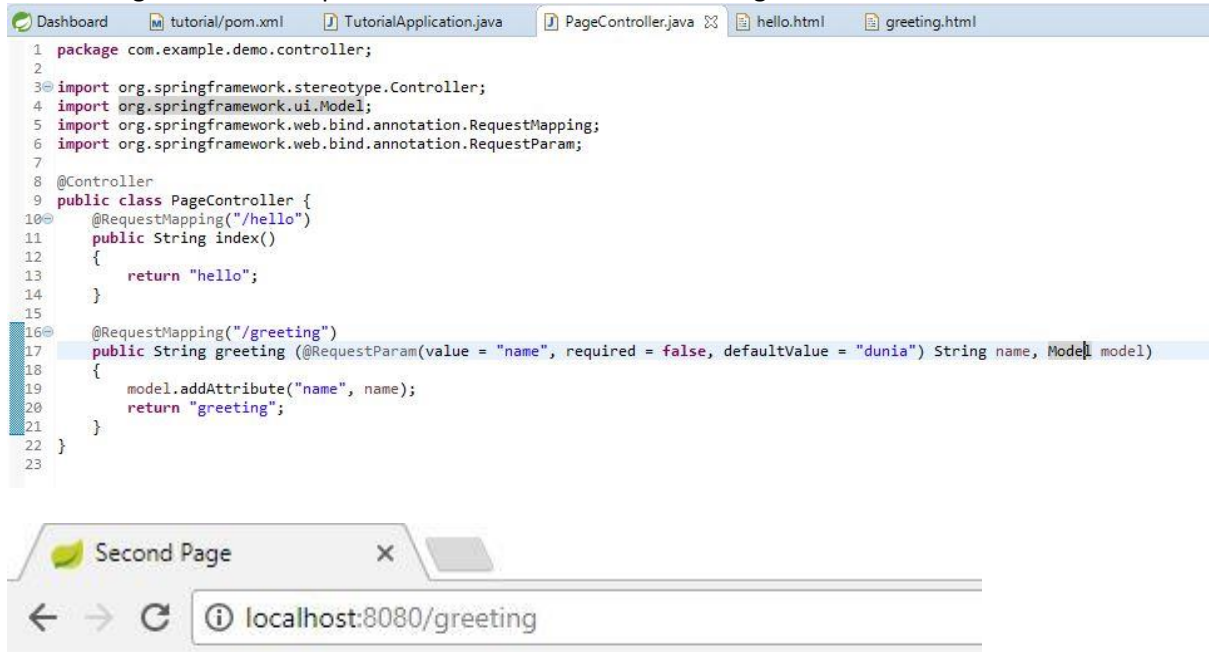 Dashboard tutorial/pom.xml TutorialApplication.java PageController.java hello.html greeting.html
1 package com.example.demo.controller;
2
3 import org.springframework.stereotype.Controller;
4 import org.springframework.ui.Model;
5 import org.springframework.web.bind.annotation.RequestMapping;
6 import org.springframework.web.bind.annotation.RequestParam;
7
8 @Controller
9 public class PageController {
10 @RequestMapping("/hello")
11 public String index()
12 {
13 return "hello";
14 }
15
16 @RequestMapping("/greeting")
17 public String greeting (@RequestParam(value = "name", required = false, defaultValue = "dunia") String name, Model model)
18 {
19 model.addAttribute("name", name);
20 return "greeting";
21 }
22 }
23
Second Page
localhost:8080/greeting